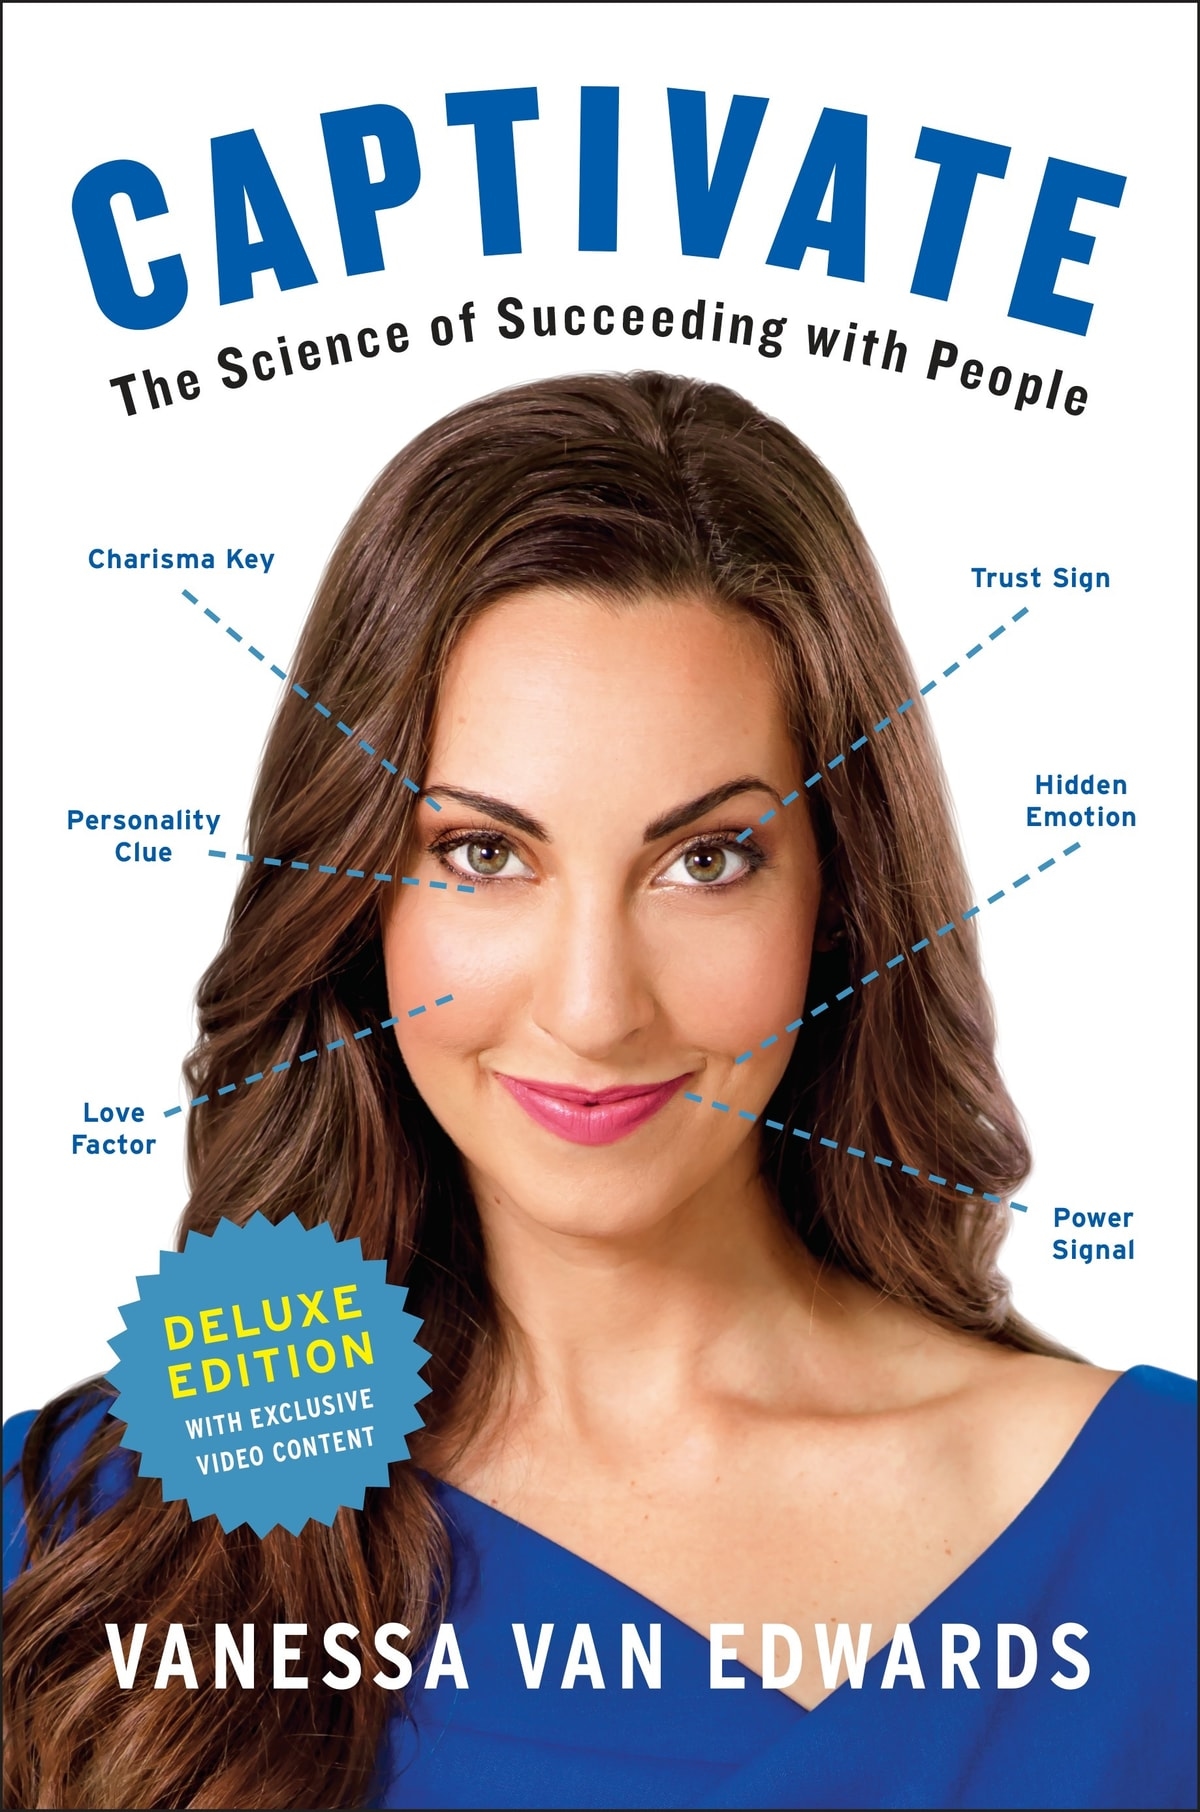 CAPTIVATE
The Science of Succeeding with People
Charisma Key
Trust Sign
Personality
Clue
Hidden
Emotion
Love
Factor
Power
Signal
DELUXE
EDITION
WITH EXCLUSIVE
VIDEO CONTENT
VANESSA VAN EDWARDS